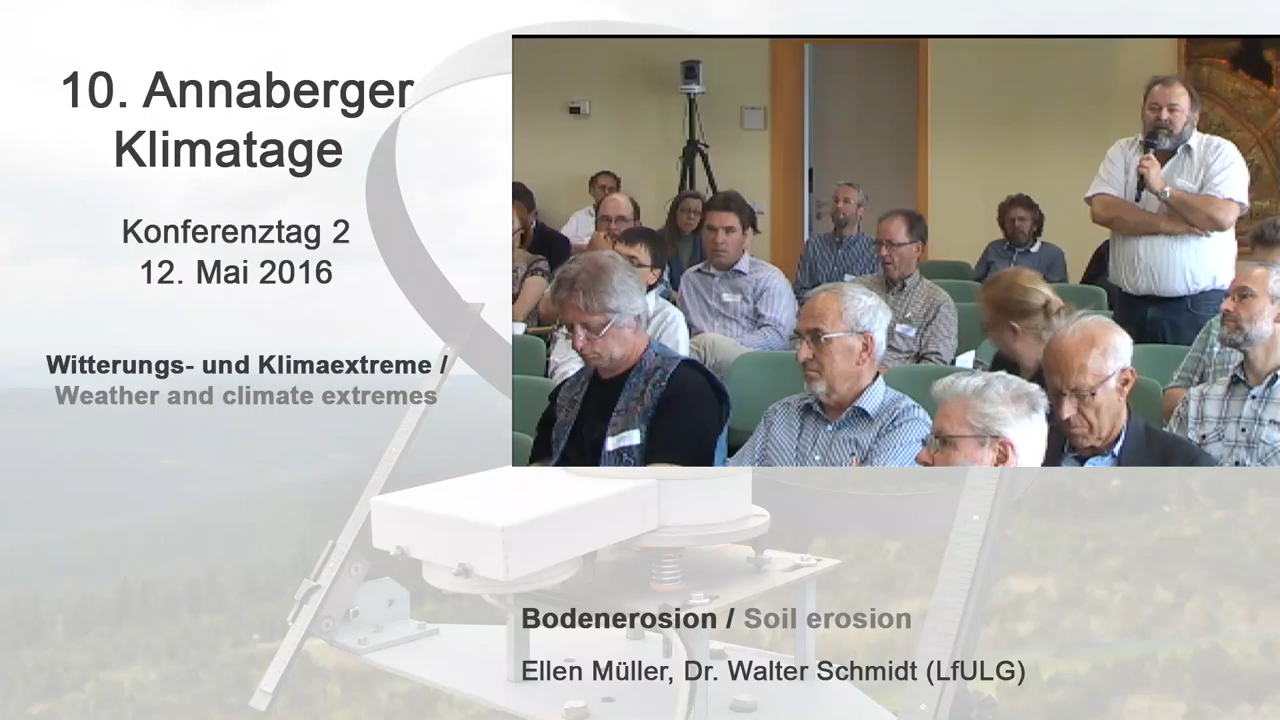 10. Annaberger
Klimatage
Konferenztag 2
12. Mai 2016
Witterungs- und Klimaextreme /
Weather and climate extremes
Bodenerosion / Soil erosion
Ellen Müller, Dr. Walter Schmidt (LfULG)